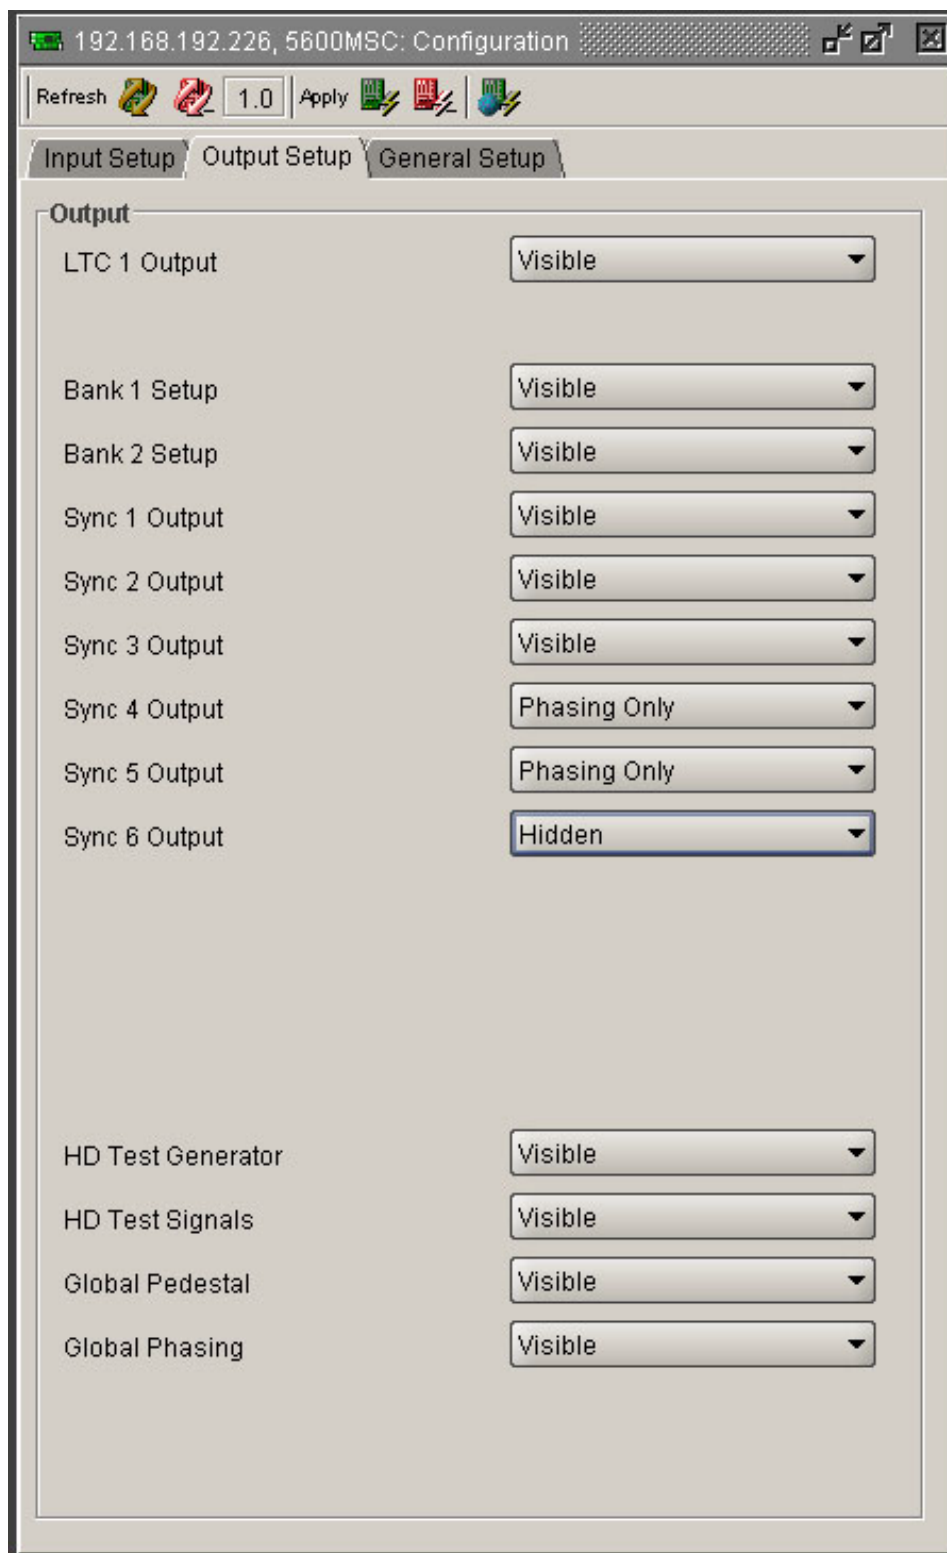 192.168.192.226, 5600MSC: Configuration
Refresh 1.0 Apply
Input Setup Output Setup General Setup
Output
LTC 1 Output Visible
Bank 1 Setup Visible
Bank 2 Setup Visible
Sync 1 Output Visible
Sync 2 Output Visible
Sync 3 Output Visible
Sync 4 Output Phasing Only
Sync 5 Output Phasing Only
Sync 6 Output Hidden
HD Test Generator Visible
HD Test Signals Visible
Global Pedestal Visible
Global Phasing Visible